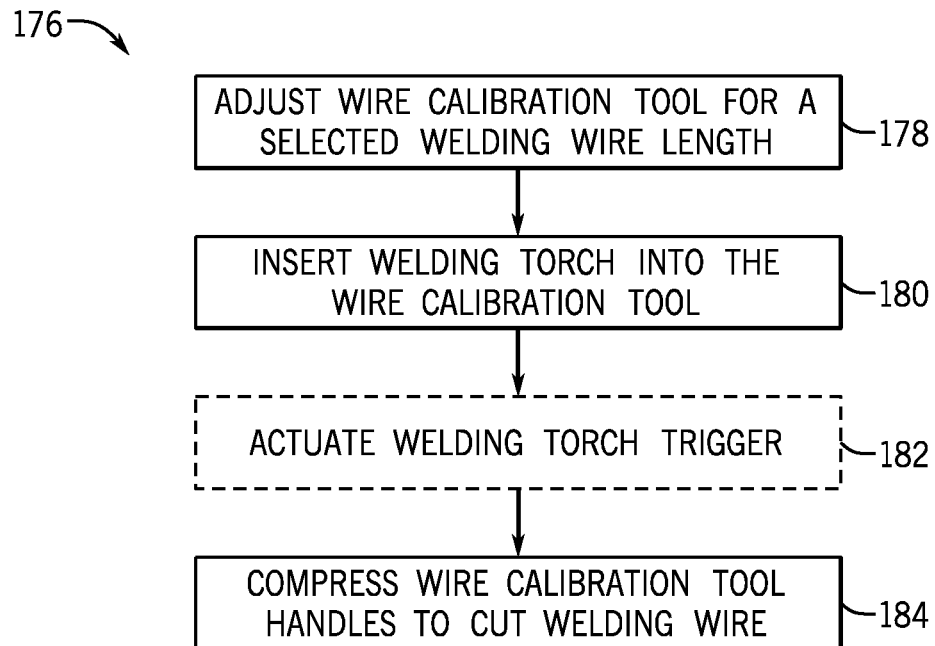 176
ADJUST WIRE CALIBRATION TOOL FOR A
SELECTED WELDING WIRE LENGTH
178
INSERT WELDING TORCH INTO THE
WIRE CALIBRATION TOOL
180
ACTUATE WELDING TORCH TRIGGER
182
COMPRESS WIRE CALIBRATION TOOL
HANDLES TO CUT WELDING WIRE
184